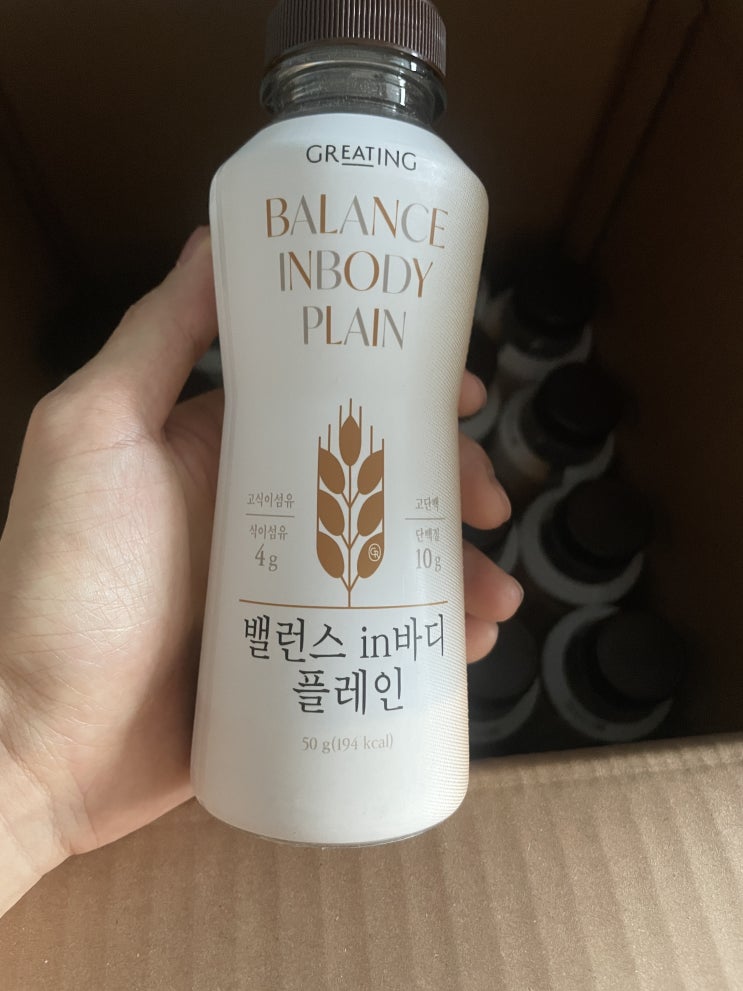 GREATING
BALANCE
INBODY
PLAIN
고식이섬유
식이섬유
4g
고단백
단백질
10g
GR
밸런스 in바디
플레인
50 g(194 kcal)